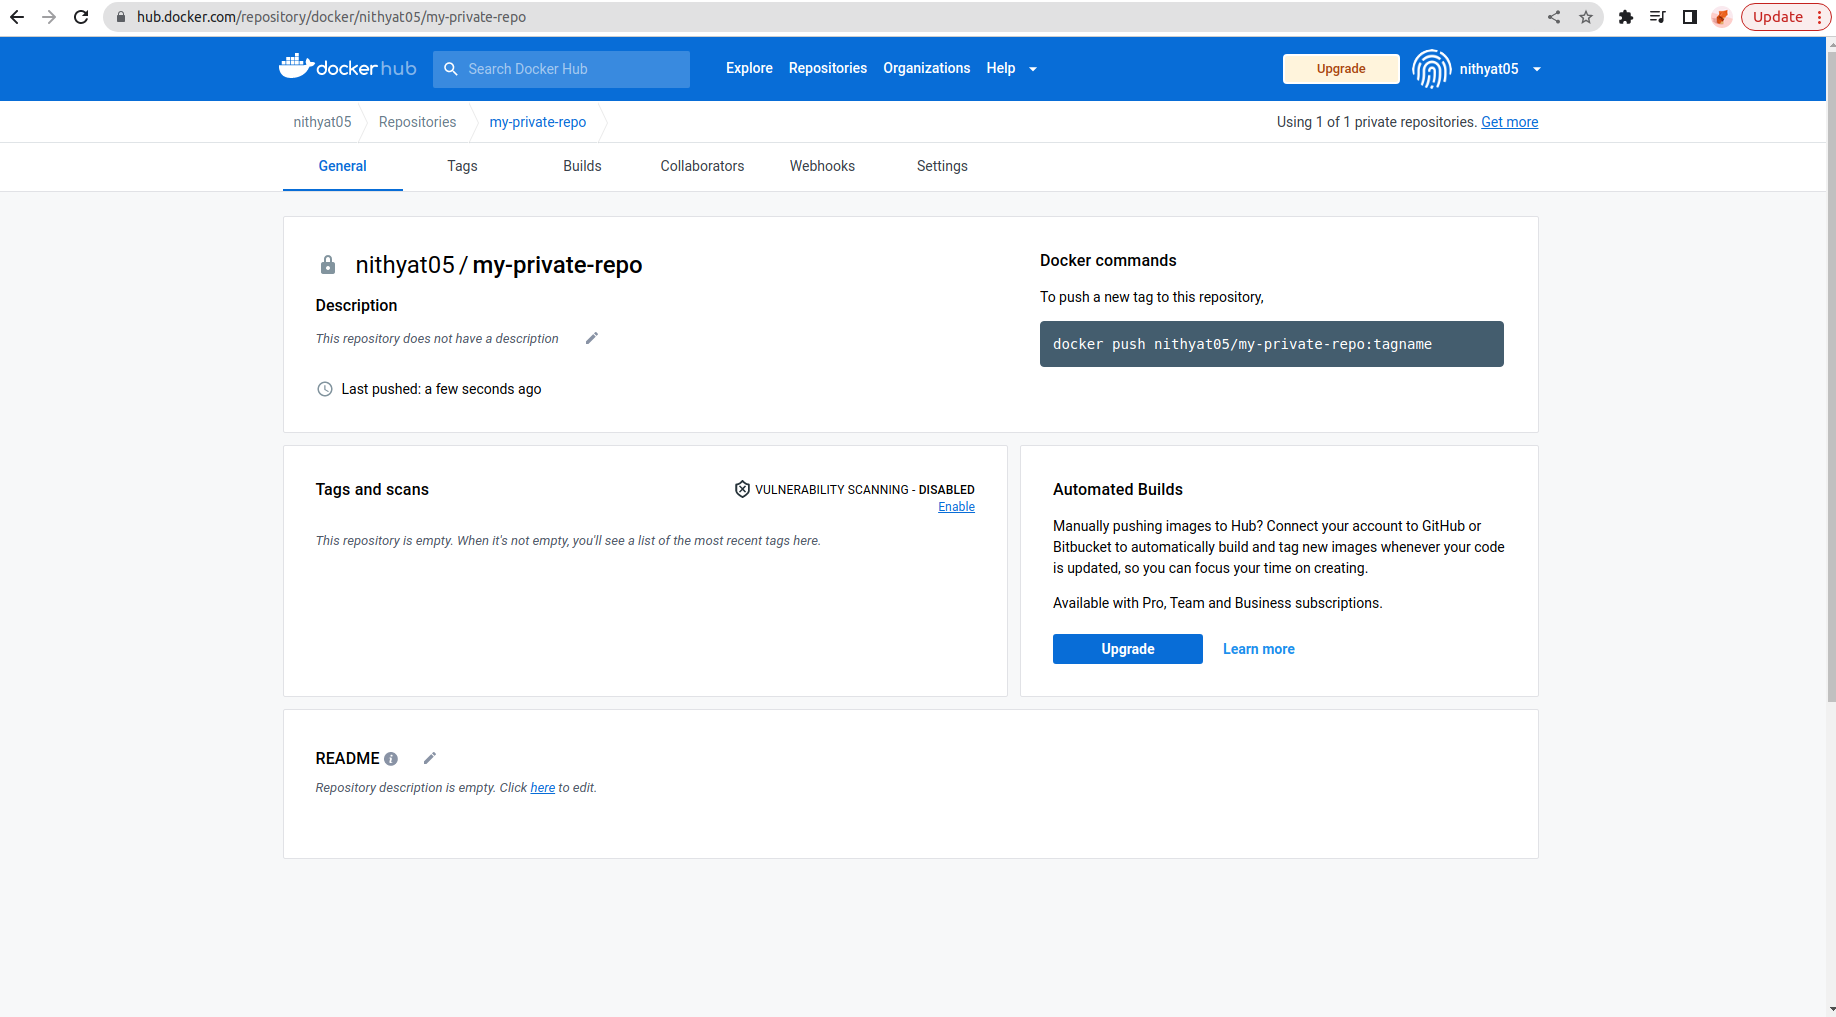 hub.docker.com/repository/docker/nithyat05/my-private-repo
Update
docker hub
Search Docker Hub
Explore
Repositories
Organizations
Help
Upgrade
nithyat05
nithyat05
Repositories
my-private-repo
Using 1 of 1 private repositories. Get more
General
Tags
Builds
Collaborators
Webhooks
Settings
nithyat05 / my-private-repo
Description
This repository does not have a description
Last pushed: a few seconds ago
Docker commands
To push a new tag to this repository,
docker push nithyat05/my-private-repo:tagname
Tags and scans
VULNERABILITY SCANNING - DISABLED
Enable
This repository is empty. When it's not empty, you'll see a list of the most recent tags here.
Automated Builds
Manually pushing images to Hub? Connect your account to GitHub or
Bitbucket to automatically build and tag new images whenever your code
is updated, so you can focus your time on creating.
Available with Pro, Team and Business subscriptions.
Upgrade
Learn more
README
Repository description is empty. Click here to edit.